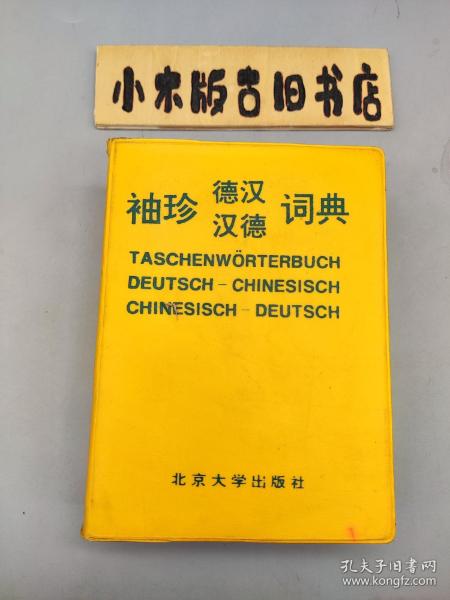 小木版古旧书店
袖珍 德汉 汉德 词典
TASCHENWÖRTERBUCH
DEUTSCH - CHINESISCH
CHINESISCH - DEUTSCH
北京大学出版社
孔夫子旧书网
www.kongfz.com